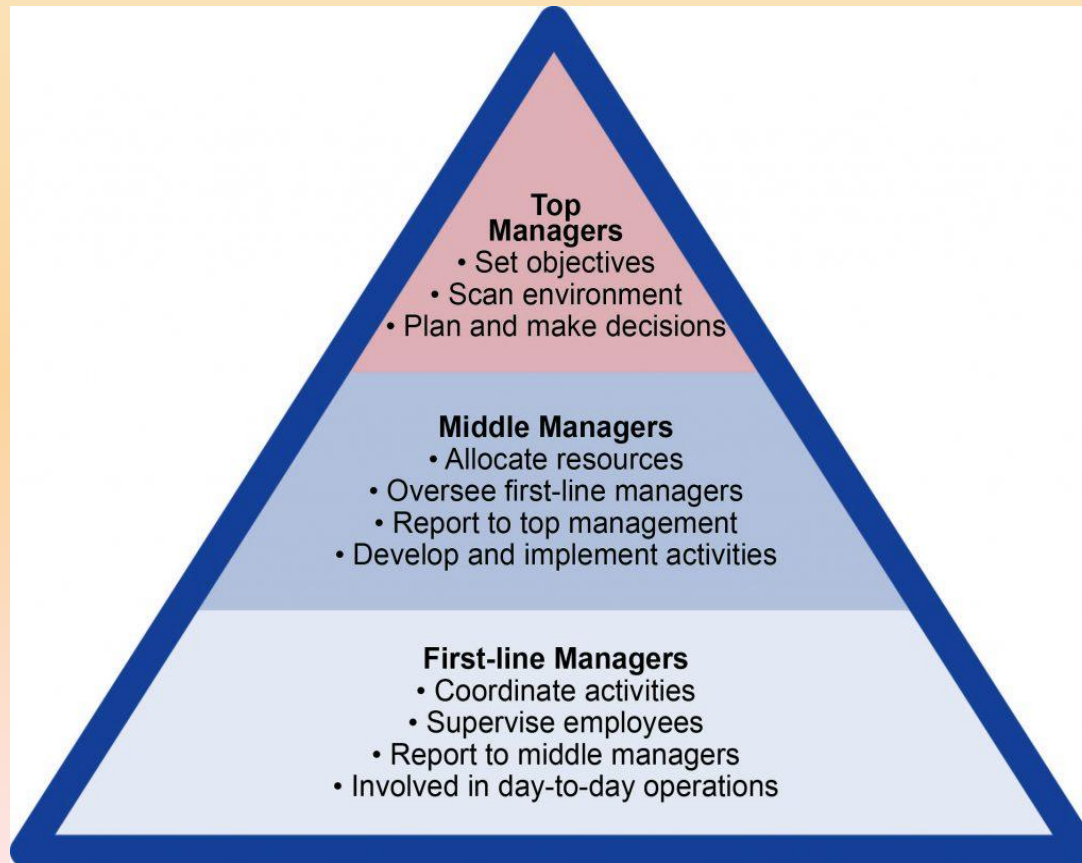 Top
Managers
• Set objectives
• Scan environment
• Plan and make decisions
Middle Managers
• Allocate resources
• Oversee first-line managers
• Report to top management
• Develop and implement activities
First-line Managers
• Coordinate activities
• Supervise employees
• Report to middle managers
• Involved in day-to-day operations